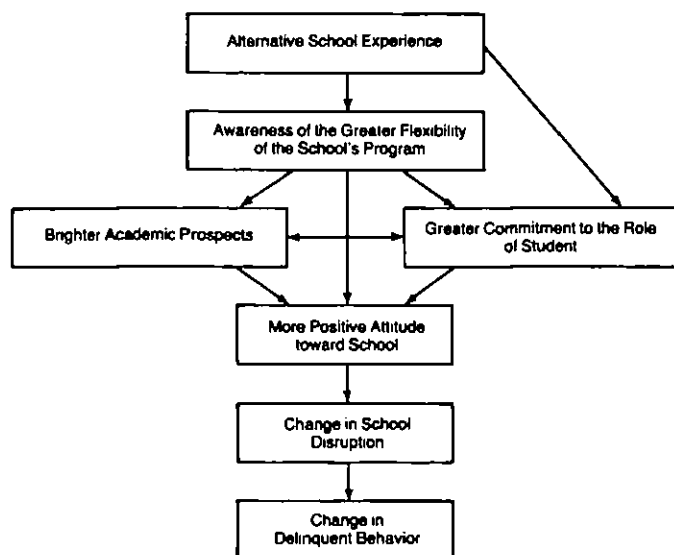 Alternative School Experience
Awareness of the Greater Flexibility
of the School's Program
Brighter Academic Prospects
Greater Commitment to the Role
of Student
More Positive Attitude
toward School
Change in School
Disruption
Change in
Delinquent Behavior